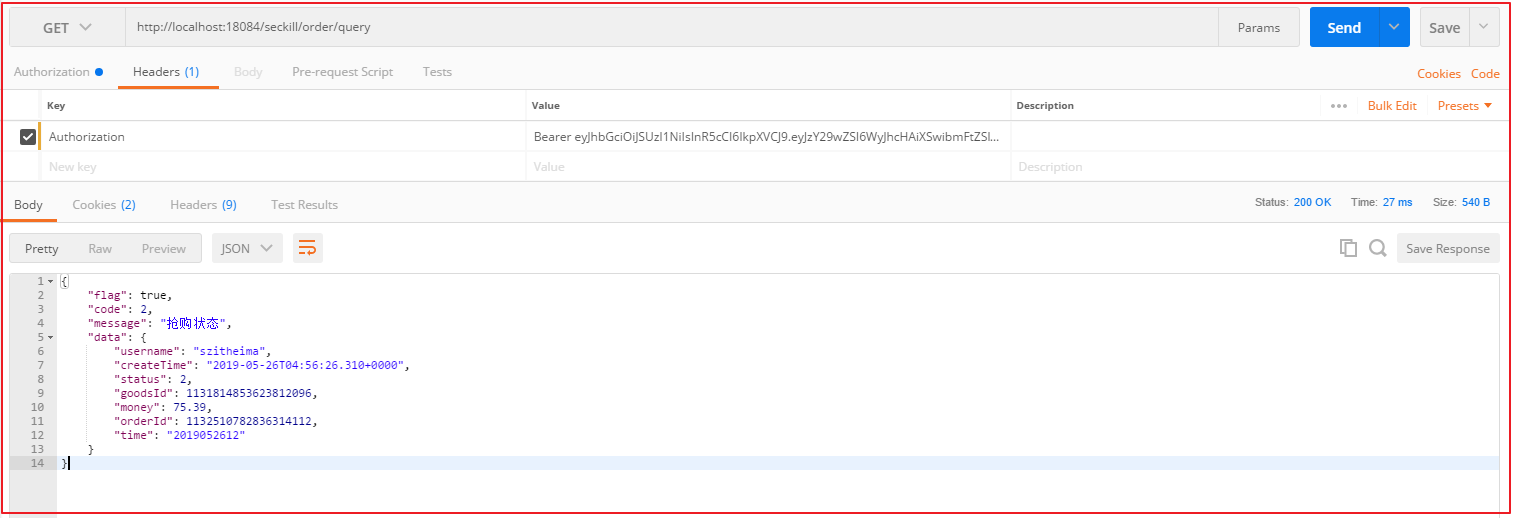 GET http://localhost:18084/seckill/order/query Params Send Save
Authorization Headers (1) Body Pre-request Script Tests Cookies Code
Key Value Description ••• Bulk Edit Presets
Authorization Bearer eyJhbGciOiJSUzI1NiIsInR5cCI6IkpXVCJ9.eyJzY29wZSI6WyJhcHAiXSwibmFtZSI...
New key Value Description
Body Cookies (2) Headers (9) Test Results Status: 200 OK Time: 27 ms Size: 540 B
Pretty Raw Preview JSON Save Response
1 {
2 "flag": true,
3 "code": 2,
4 "message": "抢购状态",
5 "data": {
6 "username": "szitheima",
7 "createTime": "2019-05-26T04:56:26.310+0000",
8 "status": 2,
9 "goodsId": 1131814853623812096,
10 "money": 75.39,
11 "orderId": 1132510782836314112,
12 "time": "2019052612"
13 }
14 }